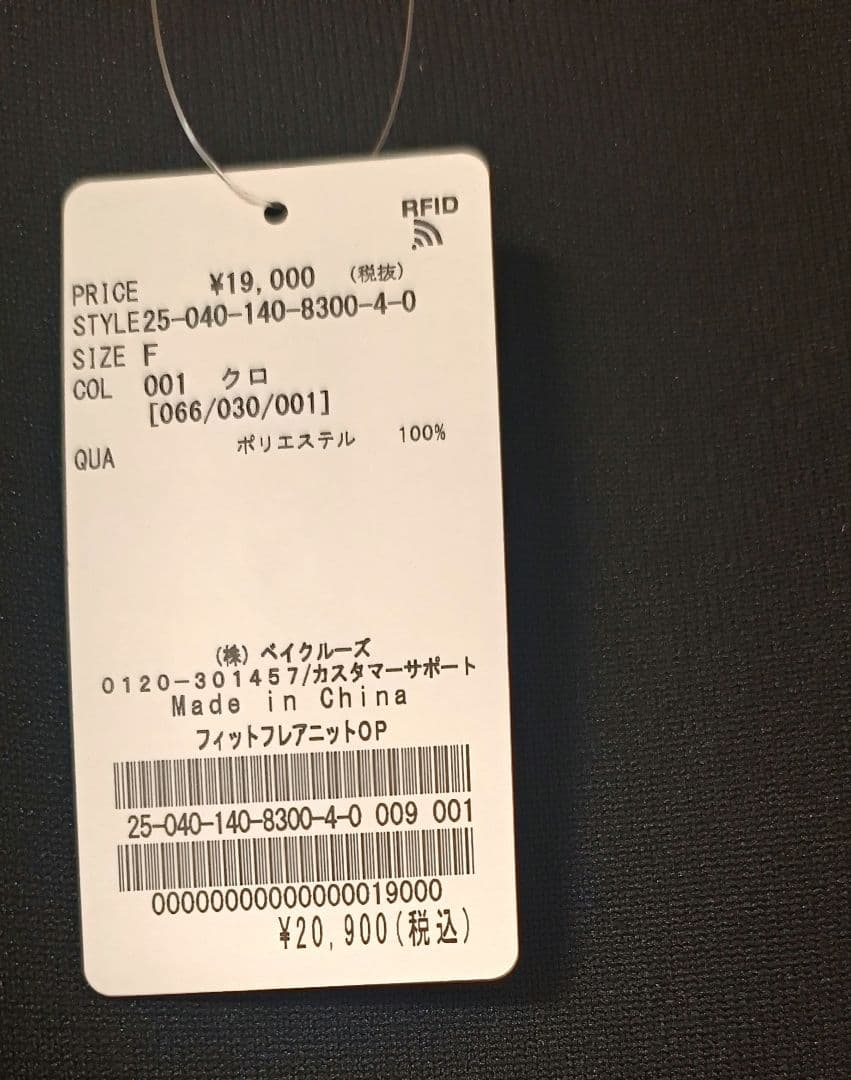 RFID
PRICE ¥19,000 (税抜)
STYLE25-040-140-8300-4-0
SIZE F
COL 001 クロ
[066/030/001]
QUA ポリエステル 100%
(株) ベイクルーズ
0120-301457/カスタマーサポート
Made in China
フィットフレアニットOP
25-040-140-8300-4-0 009 001
00000000000000019000
¥20,900(税込)